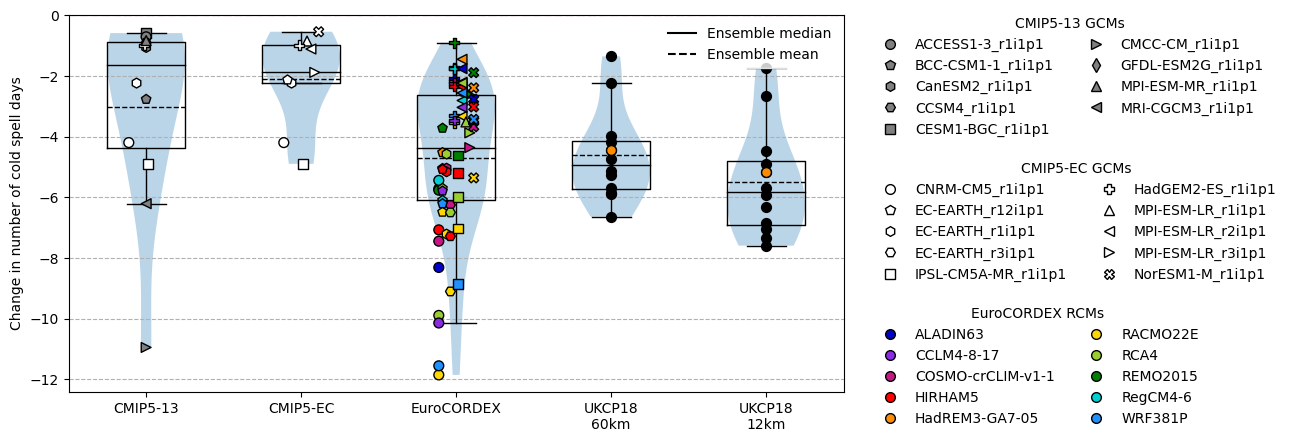 Change in number of cold spell days
0
−2
−4
−6
−8
−10
−12
Ensemble median
Ensemble mean
CMIP5-13
CMIP5-EC
EuroCORDEX
UKCP18
60km
UKCP18
12km
CMIP5-13 GCMs
ACCESS1-3_r1i1p1
BCC-CSM1-1_r1i1p1
CanESM2_r1i1p1
CCSM4_r1i1p1
CESM1-BGC_r1i1p1
CMCC-CM_r1i1p1
GFDL-ESM2G_r1i1p1
MPI-ESM-MR_r1i1p1
MRI-CGCM3_r1i1p1
CMIP5-EC GCMs
CNRM-CM5_r1i1p1
EC-EARTH_r12i1p1
EC-EARTH_r1i1p1
EC-EARTH_r3i1p1
IPSL-CM5A-MR_r1i1p1
HadGEM2-ES_r1i1p1
MPI-ESM-LR_r1i1p1
MPI-ESM-LR_r2i1p1
MPI-ESM-LR_r3i1p1
NorESM1-M_r1i1p1
EuroCORDEX RCMs
ALADIN63
CCLM4-8-17
COSMO-crCLIM-v1-1
HIRHAM5
HadREM3-GA7-05
RACMO22E
RCA4
REMO2015
RegCM4-6
WRF381P